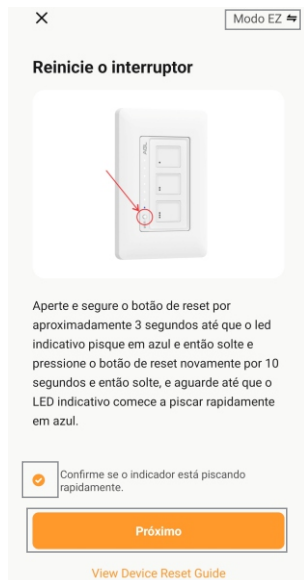 Modo EZ ⇋
Reinicie o interruptor
AGL
Aperte e segure o botão de reset por
aproximadamente 3 segundos até que o led
indicativo pisque em azul e então solte e
pressione o botão de reset novamente por 10
segundos e então solte, e aguarde até que o
LED indicativo comece a piscar rapidamente
em azul.
Confirme se o indicador está piscando
rapidamente.
Próximo
View Device Reset Guide